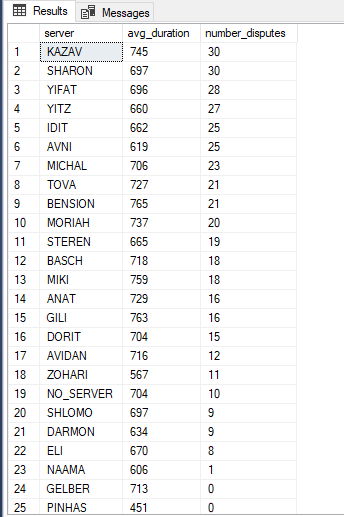 Results Messages
server avg_duration number_disputes
1 KAZAV 745 30
2 SHARON 697 30
3 YIFAT 696 28
4 YITZ 660 27
5 IDIT 662 25
6 AVNI 619 25
7 MICHAL 706 23
8 TOVA 727 21
9 BENSION 765 21
10 MORIAH 737 20
11 STEREN 665 19
12 BASCH 718 18
13 MIKI 759 18
14 ANAT 729 16
15 GILI 763 16
16 DORIT 704 15
17 AVIDAN 716 12
18 ZOHARI 567 11
19 NO_SERVER 704 10
20 SHLOMO 697 9
21 DARMON 634 9
22 ELI 670 8
23 NAAMA 606 1
24 GELBER 713 0
25 PINHAS 451 0